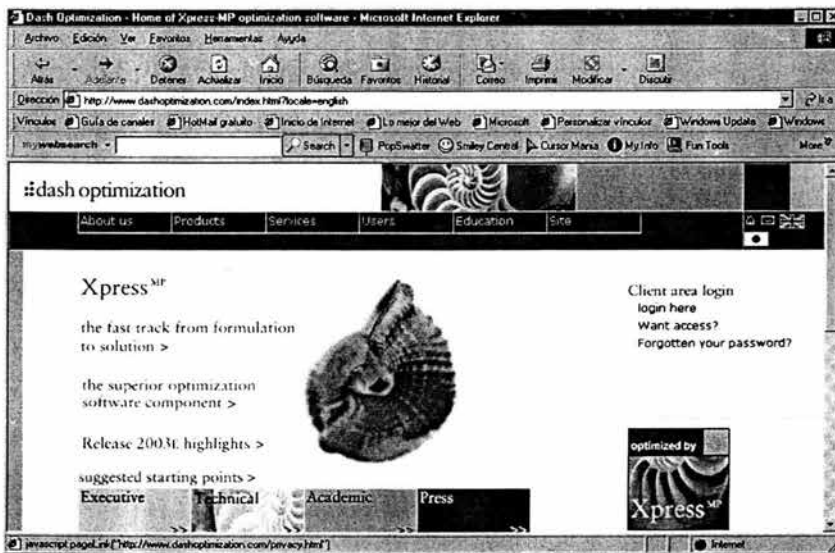 Dash Optimization - Home of Xpress-MP optimization software - Microsoft Internet Explorer
Archivo Edición Ver Favoritos Herramientas Ayuda
Atrás Adelante Detener Actualizar Inicio Búsqueda Favoritos Historial Correo Imprimir Modificar Discutir
Dirección http://www.dashoptimization.com/index.html?locale=english Ir a
Vínculos Guía de canales HotMail gratuito Inicio de Internet Lo mejor del Web Microsoft Personalizar vínculos Windows Update Windows
mywebsearch Search PopSwatter Smiley Central Cursor Mania My Info Fun Tools More
dash optimization
About us Products Services Users Education Site
Xpress MP
the fast track from formulation
to solution >
the superior optimization
software component >
Release 2003E highlights >
suggested starting points >
Executive Technical Academic Press
>> >> >> >>
Client area login
login here
Want access?
Forgotten your password?
optimized by
Xpress MP
javascript:pageLink("http://www.dashoptimization.com/privacy.html") Internet